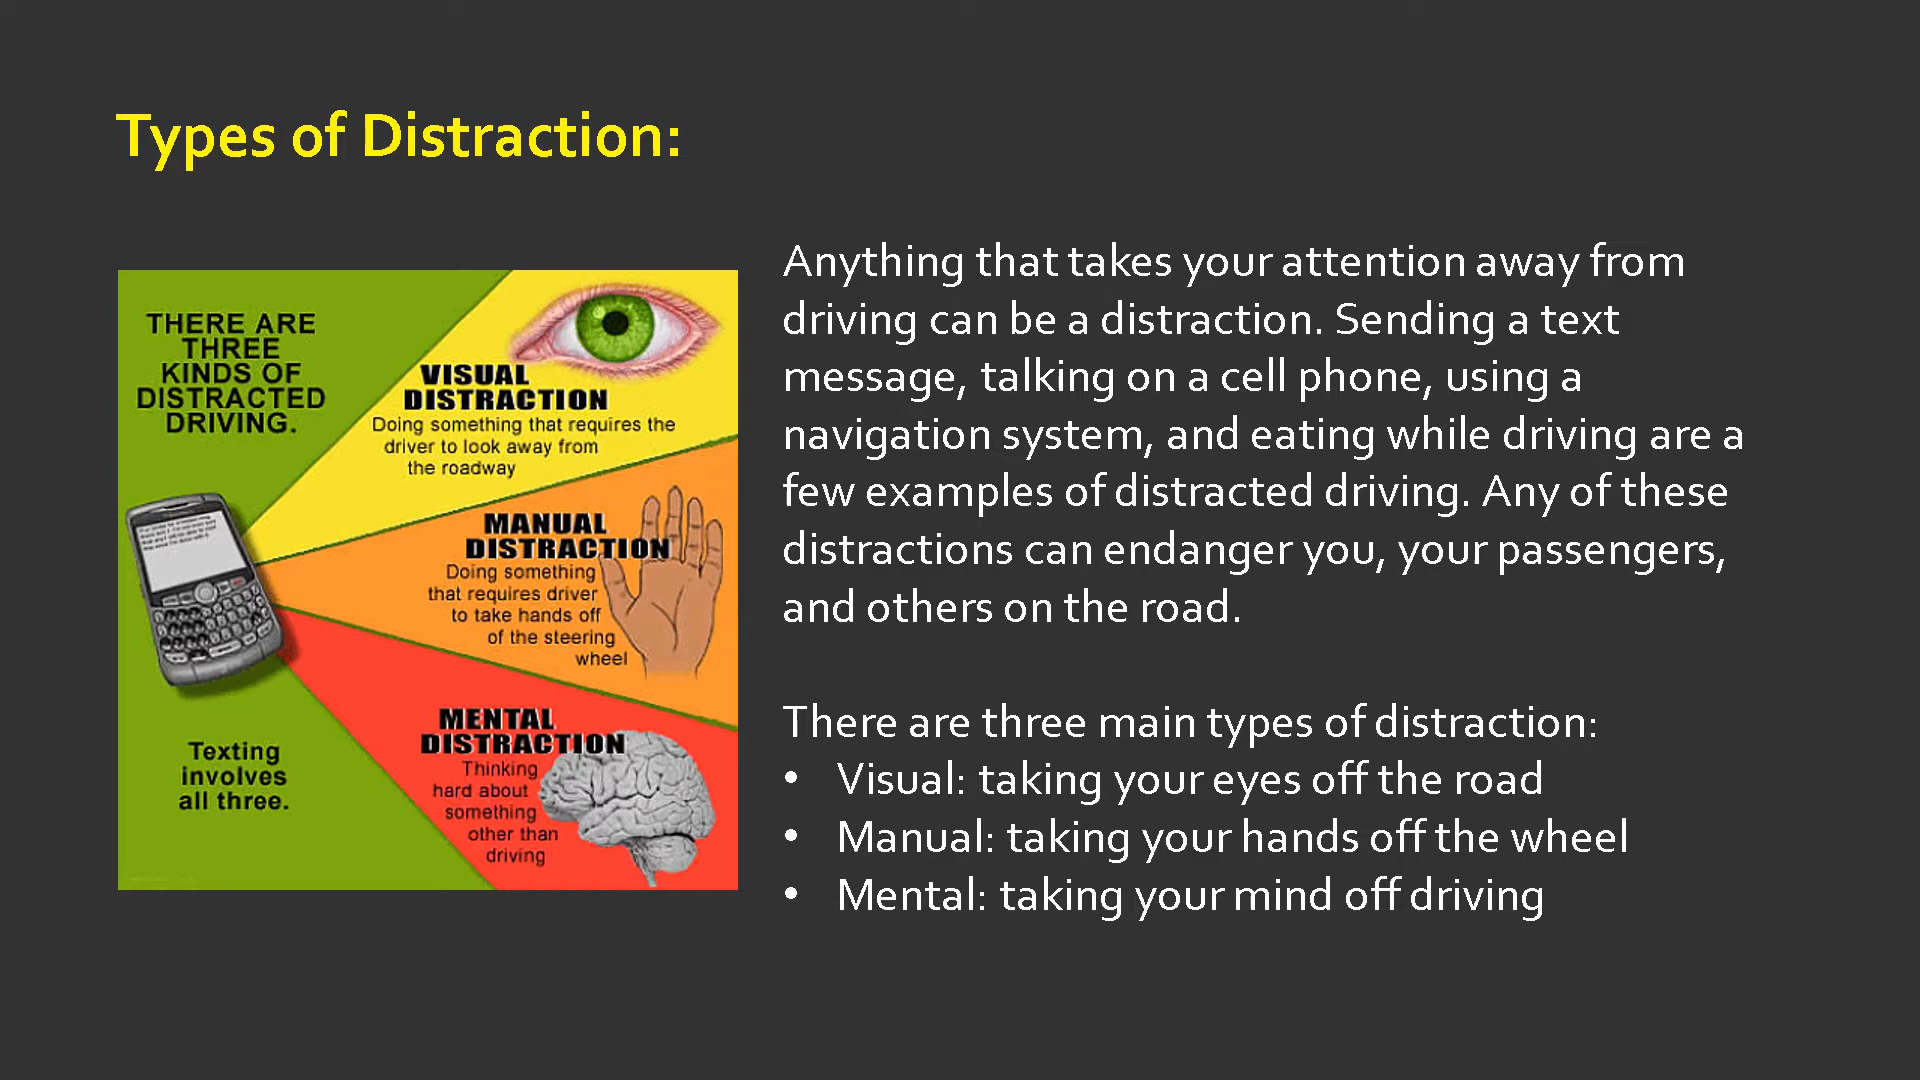 Types of Distraction:
THERE ARE
THREE
KINDS OF
DISTRACTED
DRIVING.
VISUAL
DISTRACTION
Doing something that requires the
driver to look away from
the roadway
MANUAL
DISTRACTION
Doing something
that requires driver
to take hands off
of the steering
wheel
MENTAL
DISTRACTION
Thinking
hard about
something
other than
driving
Texting
involves
all three.
Anything that takes your attention away from
driving can be a distraction. Sending a text
message, talking on a cell phone, using a
navigation system, and eating while driving are a
few examples of distracted driving. Any of these
distractions can endanger you, your passengers,
and others on the road.
There are three main types of distraction:
• Visual: taking your eyes off the road
• Manual: taking your hands off the wheel
• Mental: taking your mind off driving